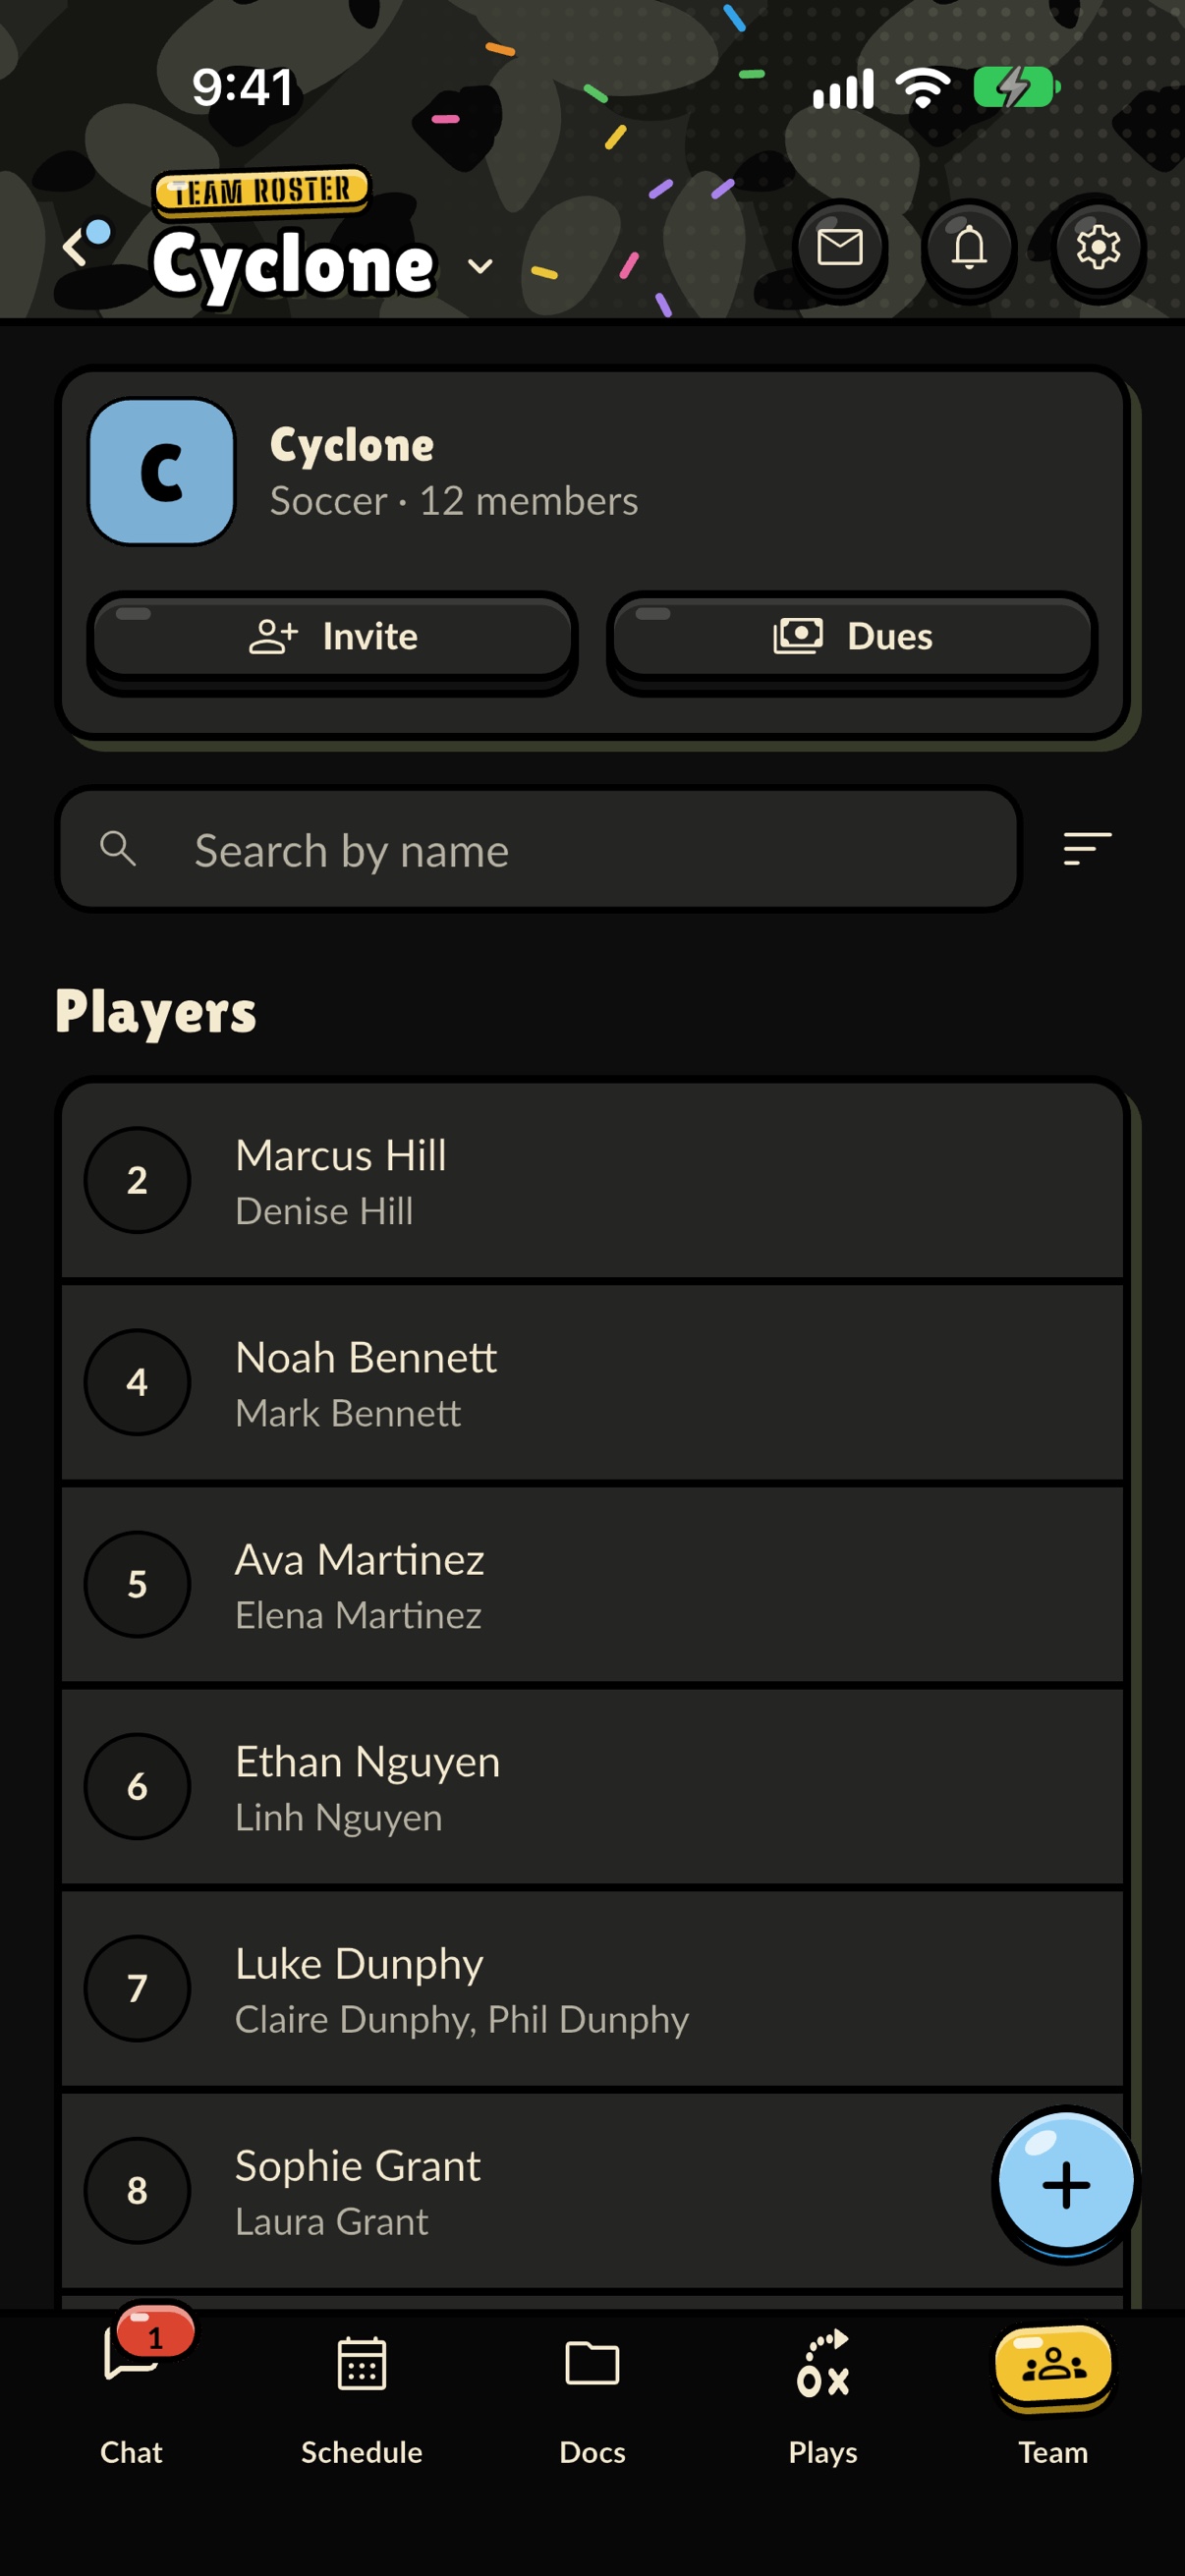 9:41
TEAM ROSTER
Cyclone
C
Cyclone
Soccer · 12 members
Invite
Dues
Search by name
Players
2
Marcus Hill
Denise Hill
4
Noah Bennett
Mark Bennett
5
Ava Martinez
Elena Martinez
6
Ethan Nguyen
Linh Nguyen
7
Luke Dunphy
Claire Dunphy, Phil Dunphy
8
Sophie Grant
Laura Grant
1
Chat
Schedule
Docs
Plays
Team